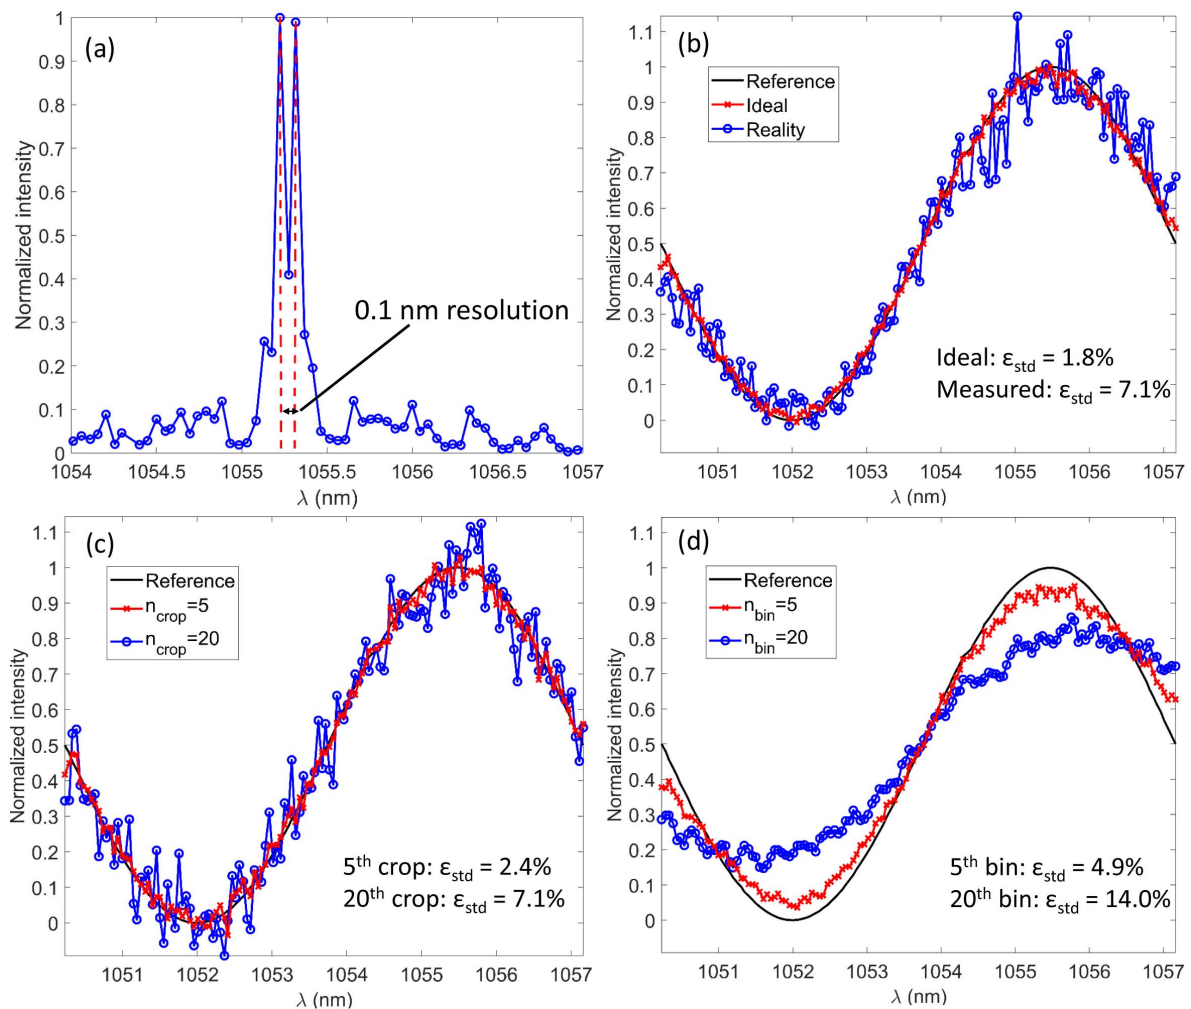 (a)
Normalized intensity
1
0.9
0.8
0.7
0.6
0.5
0.4
0.3
0.2
0.1
0
0.1 nm resolution
1054 1054.5 1055 1055.5 1056 1056.5 1057
λ (nm)
(b)
Normalized intensity
1.1
1
0.9
0.8
0.7
0.6
0.5
0.4
0.3
0.2
0.1
0
Reference
Ideal
Reality
Ideal: ε_std = 1.8%
Measured: ε_std = 7.1%
1051 1052 1053 1054 1055 1056 1057
λ (nm)
(c)
Normalized intensity
1.1
1
0.9
0.8
0.7
0.6
0.5
0.4
0.3
0.2
0.1
0
Reference
n_crop=5
n_crop=20
5th crop: ε_std = 2.4%
20th crop: ε_std = 7.1%
1051 1052 1053 1054 1055 1056 1057
λ (nm)
(d)
Normalized intensity
1.1
1
0.9
0.8
0.7
0.6
0.5
0.4
0.3
0.2
0.1
0
Reference
n_bin=5
n_bin=20
5th bin: ε_std = 4.9%
20th bin: ε_std = 14.0%
1051 1052 1053 1054 1055 1056 1057
λ (nm)